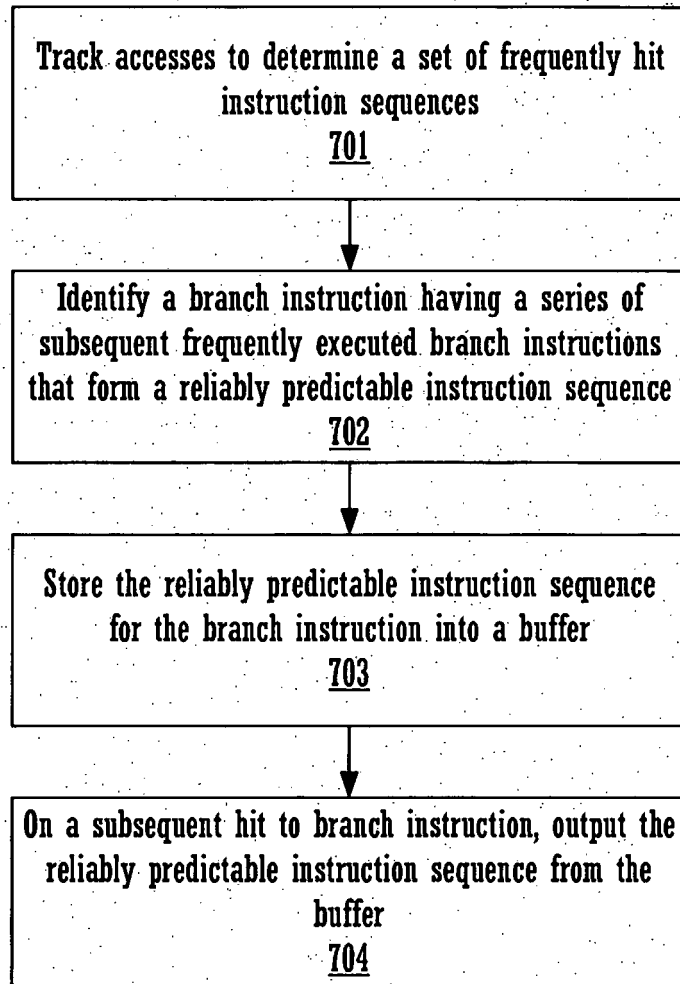 Track accesses to determine a set of frequently hit
instruction sequences
701
Identify a branch instruction having a series of
subsequent frequently executed branch instructions
that form a reliably predictable instruction sequence
702
Store the reliably predictable instruction sequence
for the branch instruction into a buffer
703
On a subsequent hit to branch instruction, output the
reliably predictable instruction sequence from the
buffer
704